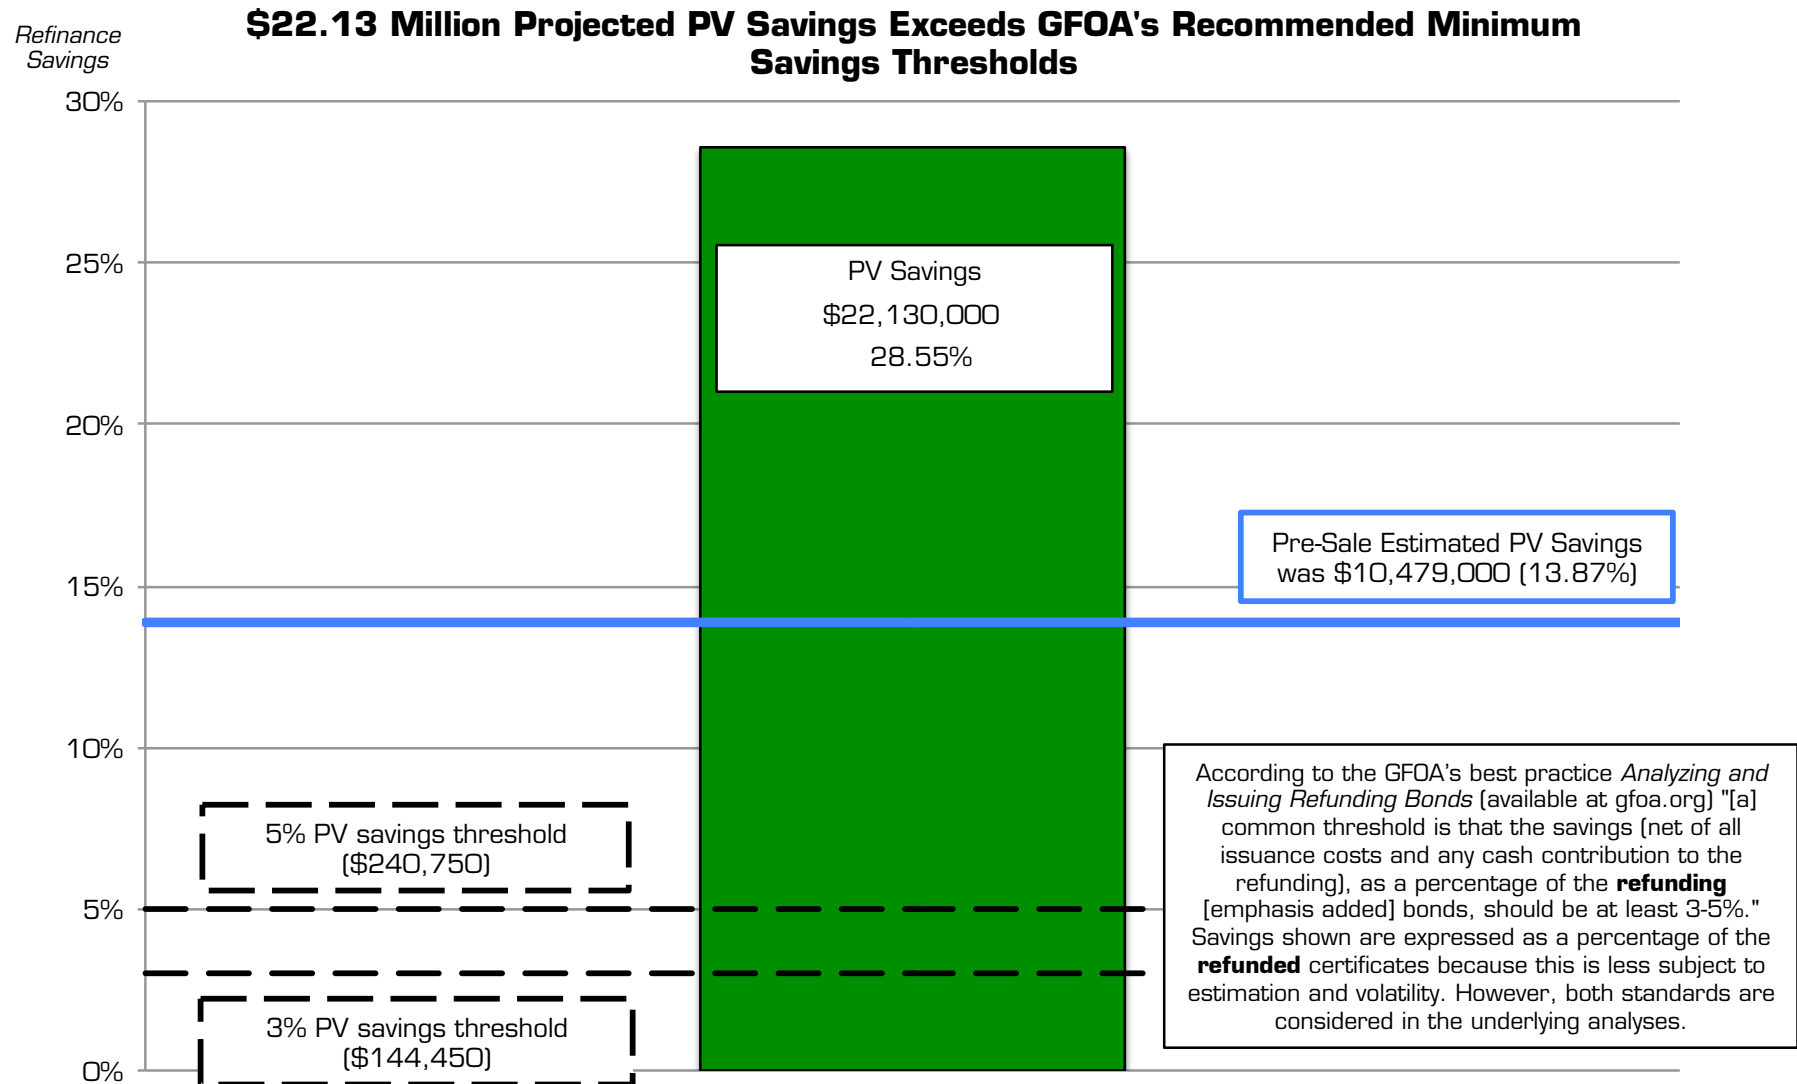 $22.13 Million Projected PV Savings Exceeds GFOA's Recommended Minimum
Savings Thresholds
Refinance
Savings
30%
25%
20%
15%
10%
5%
0%
PV Savings
$22,130,000
28.55%
Pre-Sale Estimated PV Savings
was $10,479,000 (13.87%)
5% PV savings threshold
($240,750)
3% PV savings threshold
($144,450)
According to the GFOA's best practice Analyzing and
Issuing Refunding Bonds (available at gfoa.org) "[a]
common threshold is that the savings (net of all
issuance costs and any cash contribution to the
refunding), as a percentage of the refunding
[emphasis added] bonds, should be at least 3-5%."
Savings shown are expressed as a percentage of the
refunded certificates because this is less subject to
estimation and volatility. However, both standards are
considered in the underlying analyses.